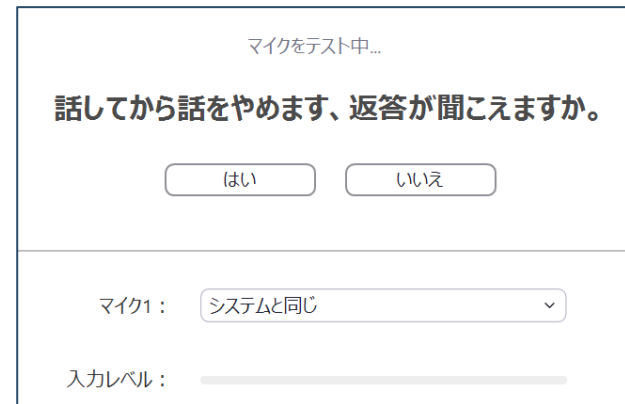 マイクをテスト中...
話してから話をやめます、返答が聞こえますか。
はい
いいえ
マイク1：
システムと同じ
入力レベル：